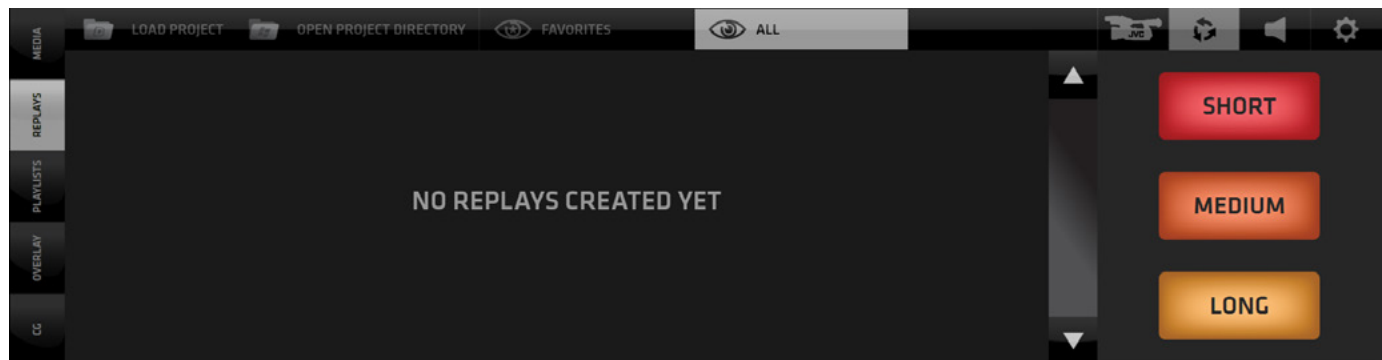 LOAD PROJECT OPEN PROJECT DIRECTORY FAVORITES ALL JVC
MEDIA
REPLAYS
PLAYLISTS
OVERLAY
CG
NO REPLAYS CREATED YET
SHORT
MEDIUM
LONG